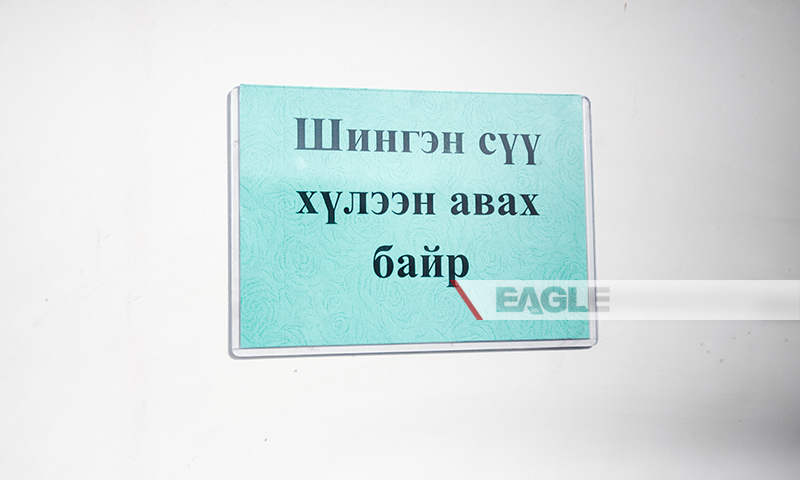 Шингэн сүү
хүлээн авах
байр
EAGLE